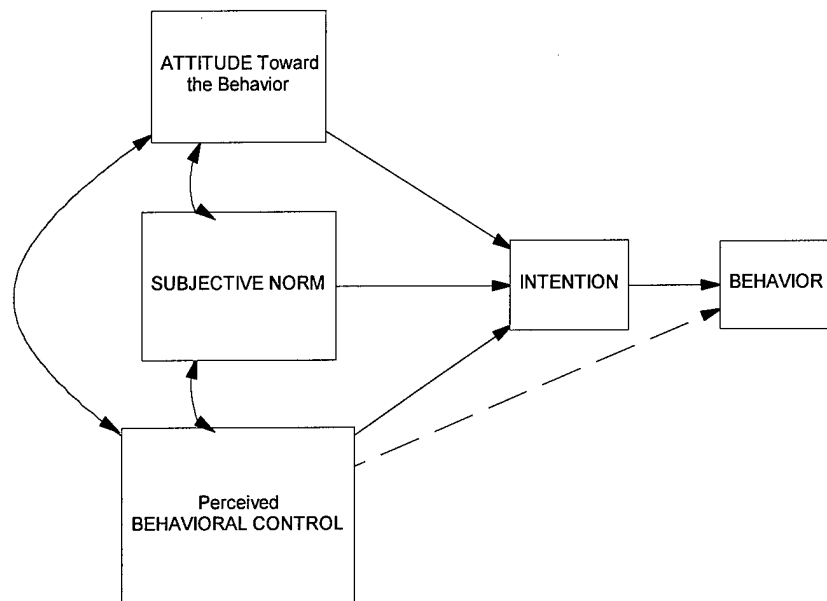 ATTITUDE Toward
the Behavior
SUBJECTIVE NORM
INTENTION
BEHAVIOR
Perceived
BEHAVIORAL CONTROL